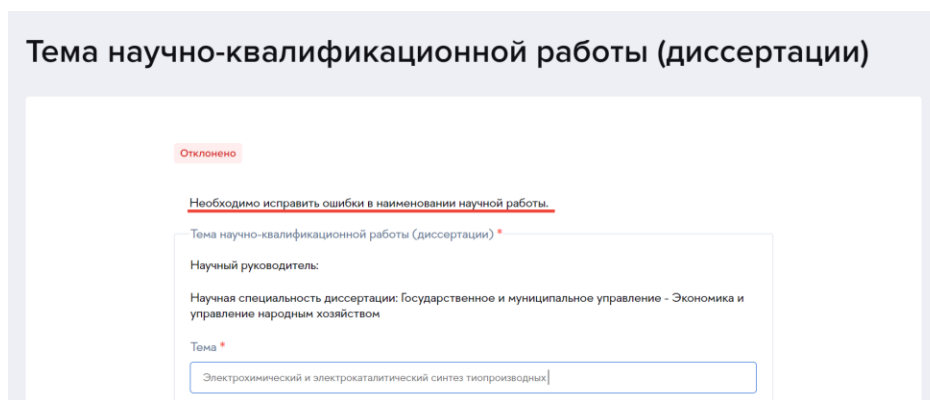 Тема научно-квалификационной работы (диссертации)
Отклонено
Необходимо исправить ошибки в наименовании научной работы.
Тема научно-квалификационной работы (диссертации) *
Научный руководитель:
Научная специальность диссертации: Государственное и муниципальное управление - Экономика и
управление народным хозяйством
Тема *
Электрохимический и электрокаталитический синтез тиопроизводных